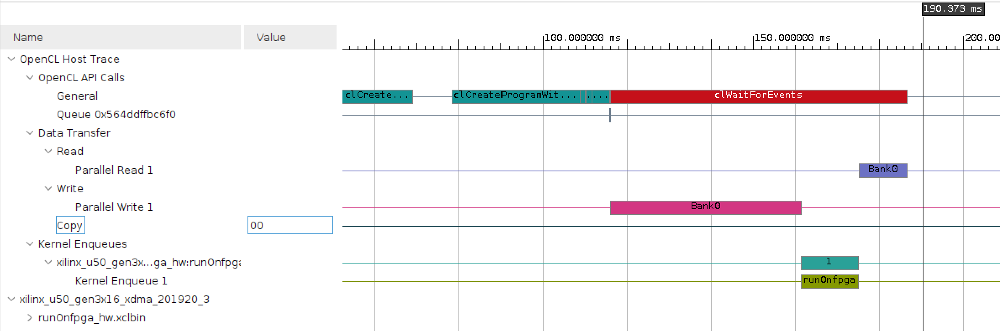 190.373 ms
Name Value 100.000000 ms 150.000000 ms 200.00
OpenCL Host Trace
OpenCL API Calls
General clCreate... clCreateProgramWit... . ... clWaitForEvents
Queue 0x564ddffbc6f0
Data Transfer
Read
Parallel Read 1 Bank0
Write
Parallel Write 1 Bank0
Copy 00
Kernel Enqueues
xilinx_u50_gen3x...ga_hw:runOnfpga 1
Kernel Enqueue 1 runOnfpga
xilinx_u50_gen3x16_xdma_201920_3
runOnfpga_hw.xclbin